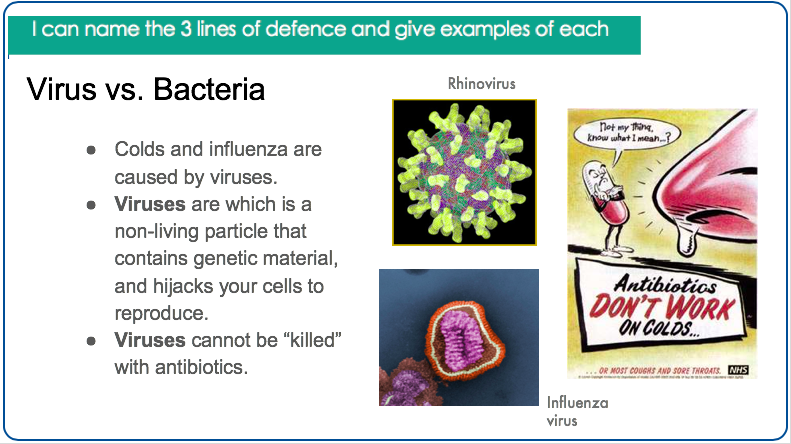 I can name the 3 lines of defence and give examples of each
Virus vs. Bacteria
● Colds and influenza are
caused by viruses.
● Viruses are which is a
non-living particle that
contains genetic material,
and hijacks your cells to
reproduce.
● Viruses cannot be “killed”
with antibiotics.
Rhinovirus
Not my Thing,
know what I mean...?
Antibiotics
DON'T WORK
ON COLDS...
... OR MOST COUGHS AND SORE THROATS.
NHS
Influenza
virus